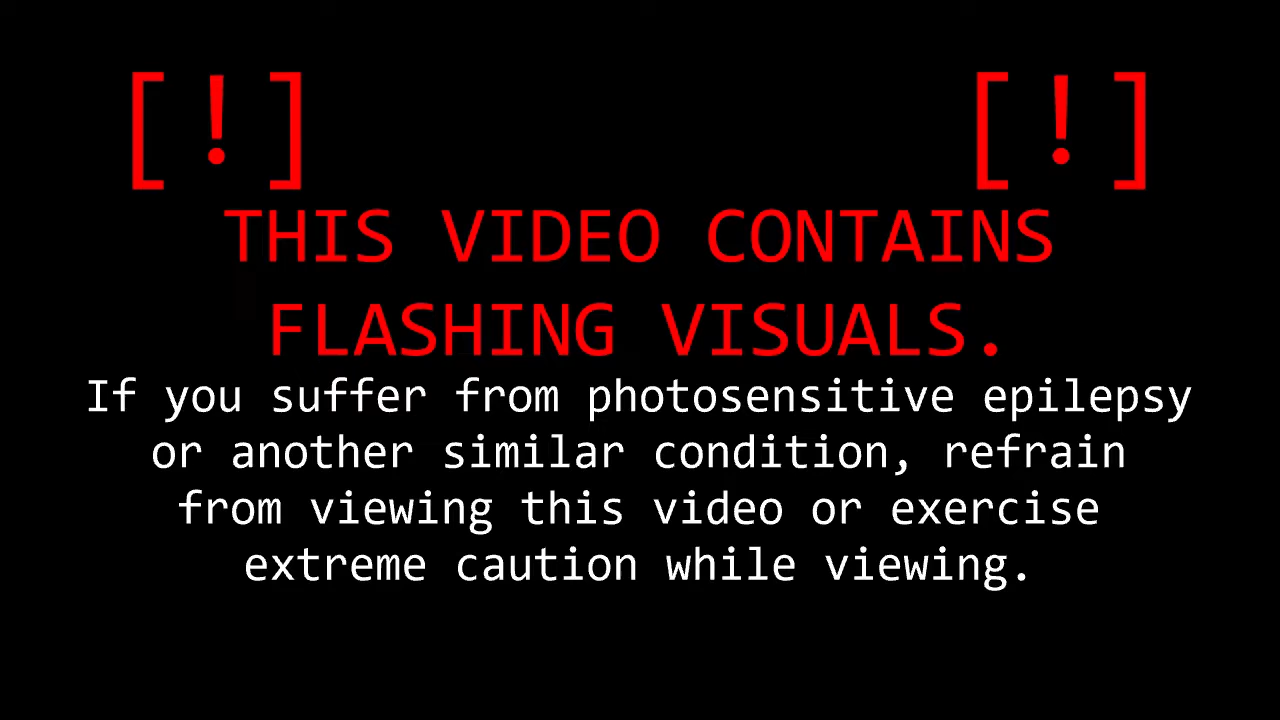 [!] [!]
THIS VIDEO CONTAINS
FLASHING VISUALS.
If you suffer from photosensitive epilepsy
or another similar condition, refrain
from viewing this video or exercise
extreme caution while viewing.